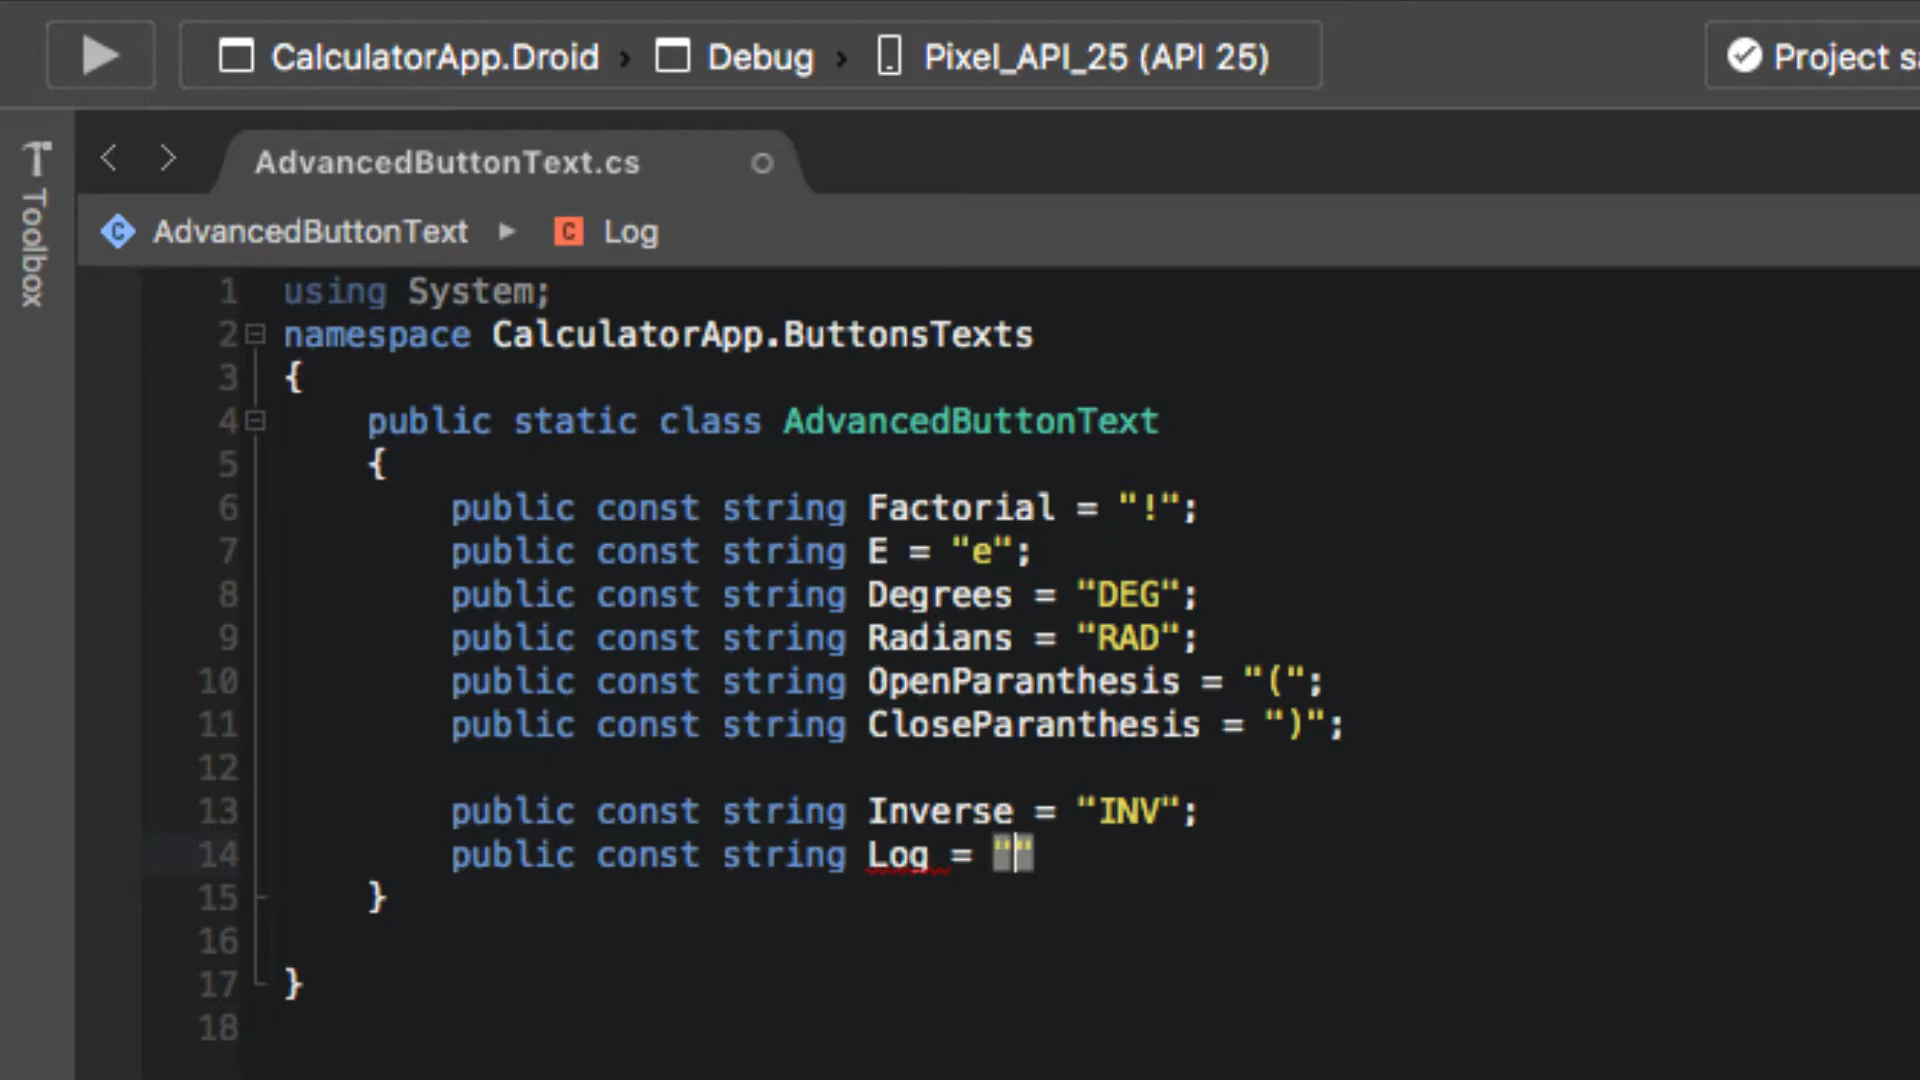 CalculatorApp.Droid › Debug › Pixel_API_25 (API 25)
Project
Toolbox
AdvancedButtonText.cs
AdvancedButtonText ▶ C Log
1 using System;
2 namespace CalculatorApp.ButtonsTexts
3 {
4 public static class AdvancedButtonText
5 {
6 public const string Factorial = "!";
7 public const string E = "e";
8 public const string Degrees = "DEG";
9 public const string Radians = "RAD";
10 public const string OpenParanthesis = "(";
11 public const string CloseParanthesis = ")";
12
13 public const string Inverse = "INV";
14 public const string Log = ""
15 }
16
17 }
18